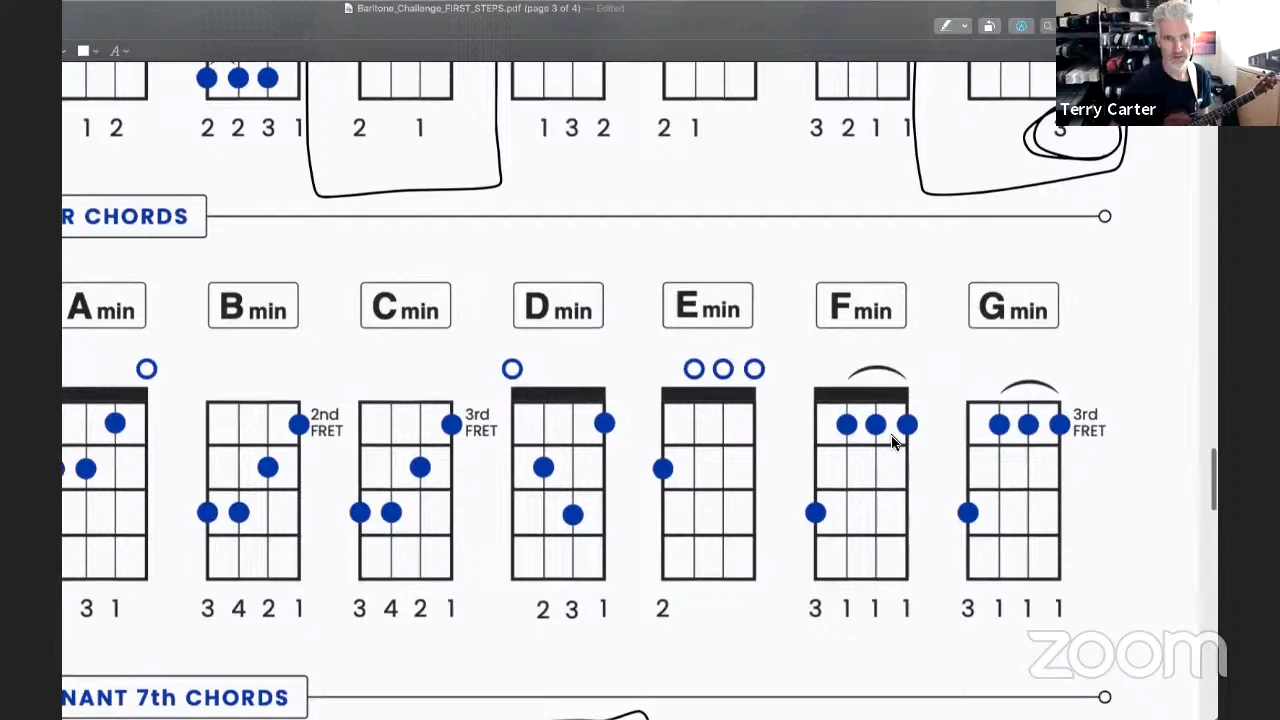 Baritone_Challenge_FIRST_STEPS.pdf (page 3 of 4) — Edited
A
Terry Carter
1 2
2 2 3 1
2 1
1 3 2
2 1
3 2 1 1
3
R CHORDS
A min
B min
C min
D min
E min
F min
G min
2nd
FRET
3rd
FRET
3rd
FRET
3 1
3 4 2 1
3 4 2 1
2 3 1
2
3 1 1 1
3 1 1 1
zoom
NANT 7th CHORDS